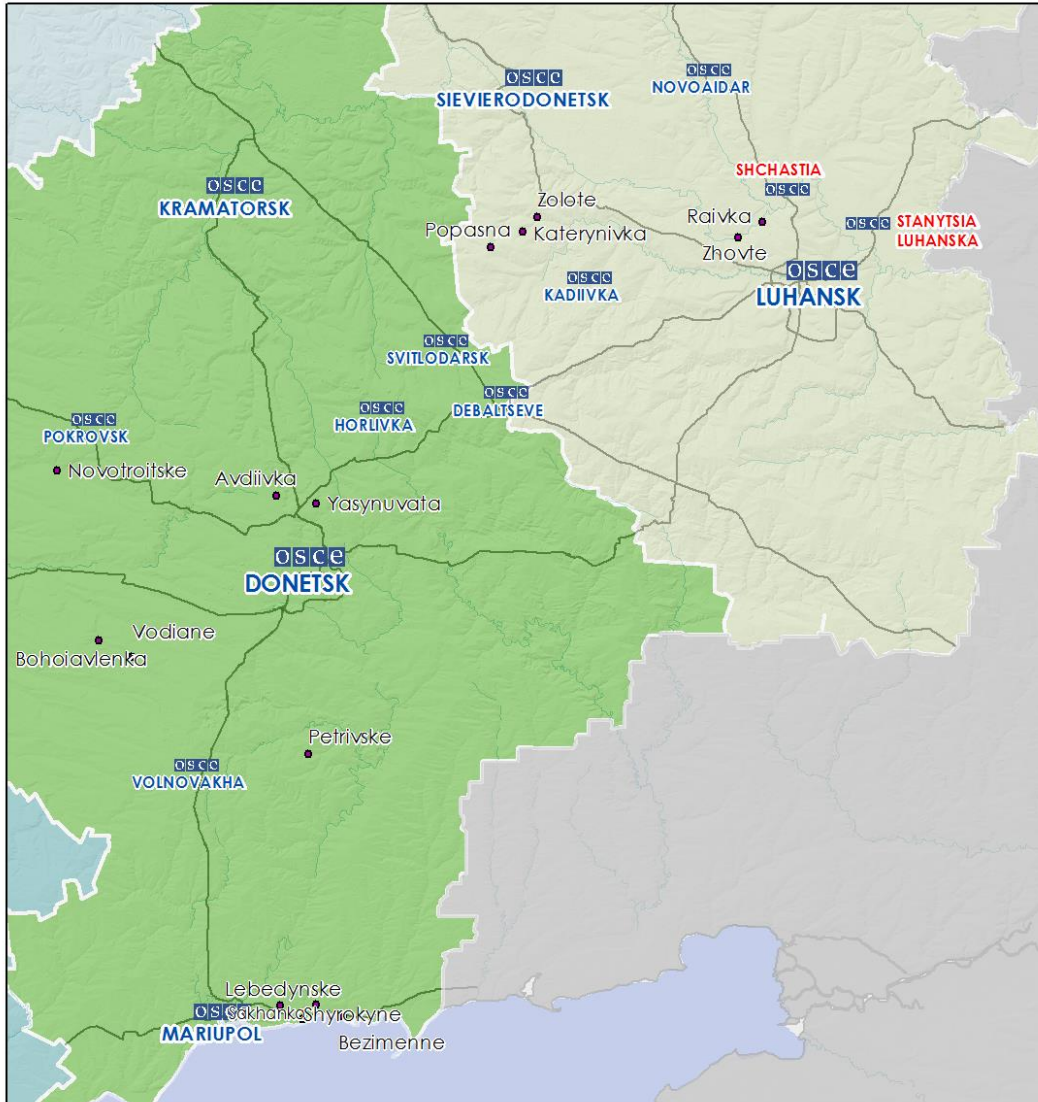 osce
SIEVIERODONETSK
osce
NOVOAIDAR
osce
KRAMATORSK
SHCHASTIA
osce
Zolote
Raivka
osce
STANYTSIA
LUHANSKA
Popasna
Katerynivka
Zhovte
osce
KADIIVKA
osce
LUHANSK
osce
SVITLODARSK
osce
DEBALTSEVE
osce
HORLIVKA
osce
POKROVSK
Novotroitske
Avdiivka
Yasynuvata
osce
DONETSK
Vodiane
Bohoiavlenka
Petrivske
osce
VOLNOVAKHA
Lebedynske
osce
Sakhanka
Shyrokyne
MARIUPOL
Bezimenne